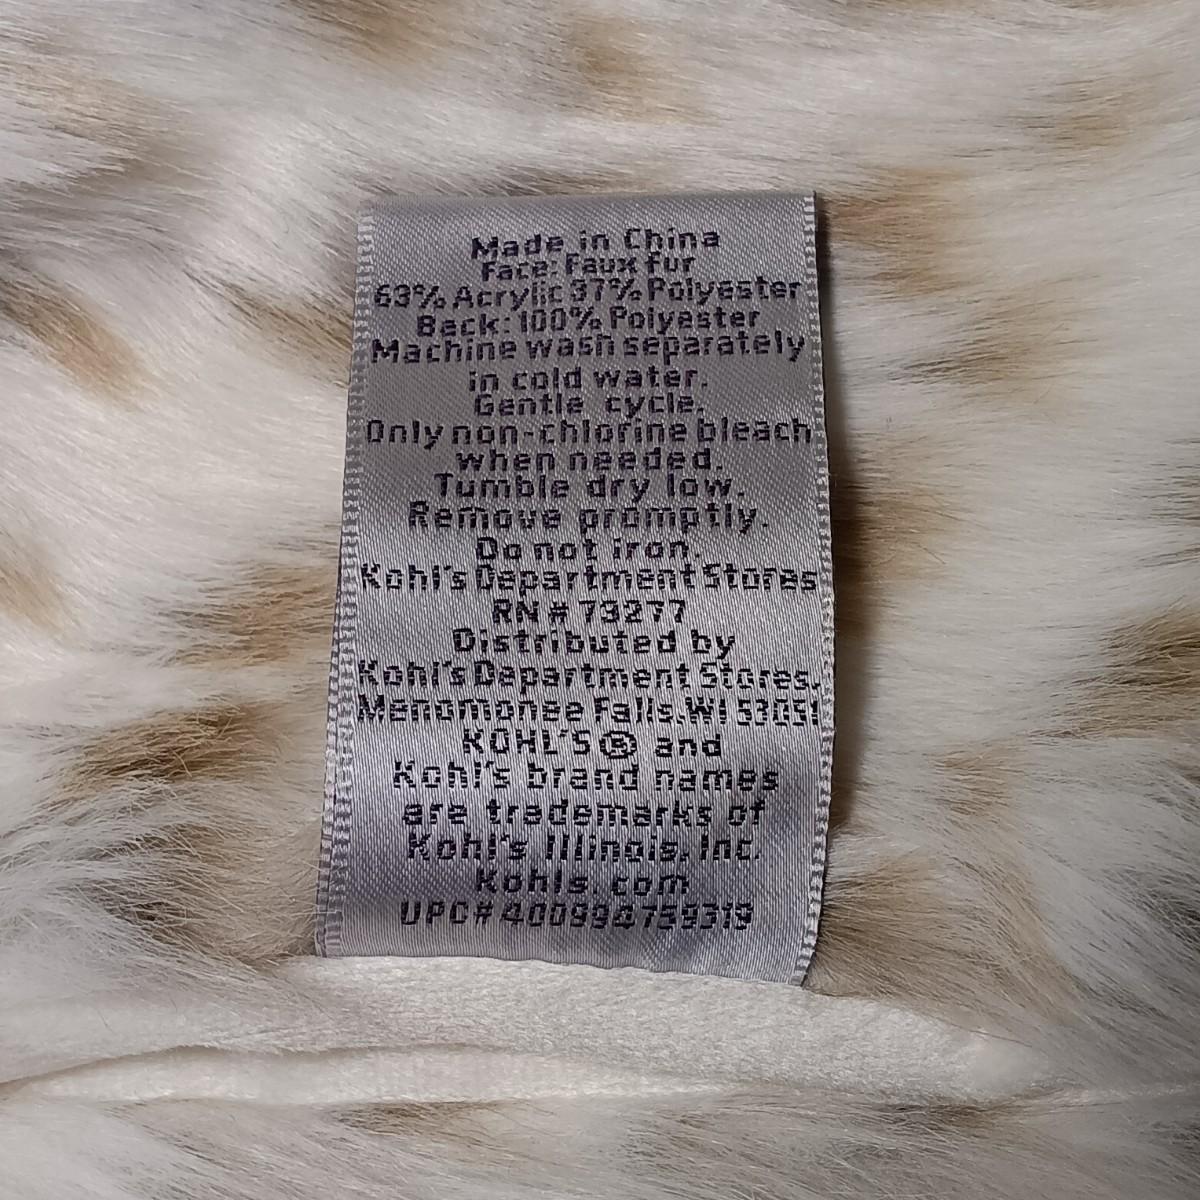 Made in China
Face: Faux fur
63% Acrylic 37% Polyester
Back: 100% Polyester
Machine wash separately
in cold water.
Gentle cycle.
Only non-chlorine bleach
when needed.
Tumble dry low.
Remove promptly.
Do not iron.
Kohl's Department Stores
RN # 73277
Distributed by
Kohl's Department Stores,
Menomonee Falls, WI 53051
KOHL'S® and
Kohl's brand names
are trademarks of
Kohl's Illinois, Inc.
Kohls.com
UPC# 400994759319